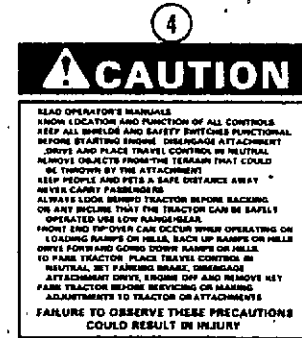 4
CAUTION
READ OPERATOR'S MANUALS
KNOW LOCATION AND FUNCTION OF ALL CONTROLS
KEEP ALL SHIELDS AND SAFETY SWITCHES FUNCTIONAL
BEFORE STARTING ENGINE DISENGAGE ATTACHMENT
DRIVE AND PLACE TRAVEL CONTROL IN NEUTRAL
REMOVE OBJECTS FROM THE TERRAIN THAT COULD
BE THROWN BY THE ATTACHMENT
KEEP PEOPLE AND PETS A SAFE DISTANCE AWAY
NEVER CARRY PASSENGERS
ALWAYS LOOK BEHIND TRACTOR BEFORE BACKING
ON ANY INCLINE THAT THE TRACTOR CAN BE SAFELY
OPERATED USE LOW RANGE/GEAR
FRONT END TIP OVER CAN OCCUR WHEN OPERATING ON
LOADING RAMPS OR HILLS, BACK UP RAMPS OR HILLS
DRIVE FORWARD GOING DOWN RAMPS OR HILLS.
TO PARK TRACTOR PLACE TRAVEL CONTROL IN
NEUTRAL, SET PARKING BRAKE, DISENGAGE
ATTACHMENT DRIVE, ENGINE OFF AND REMOVE KEY
PARK TRACTOR BEFORE SERVICING OR MAKING
ADJUSTMENTS TO TRACTOR OR ATTACHMENTS
FAILURE TO OBSERVE THESE PRECAUTIONS
COULD RESULT IN INJURY